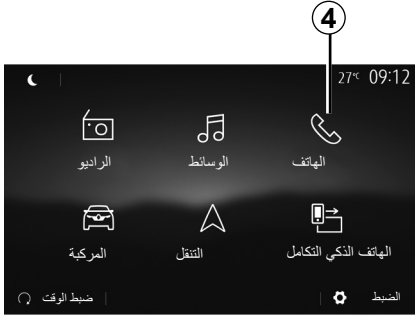 4
27°C 09:12
الهاتف
الوسائط
الراديو
الهاتف الذكي التكامل
التنقل
المركبة
الضبط
ضبط الوقت